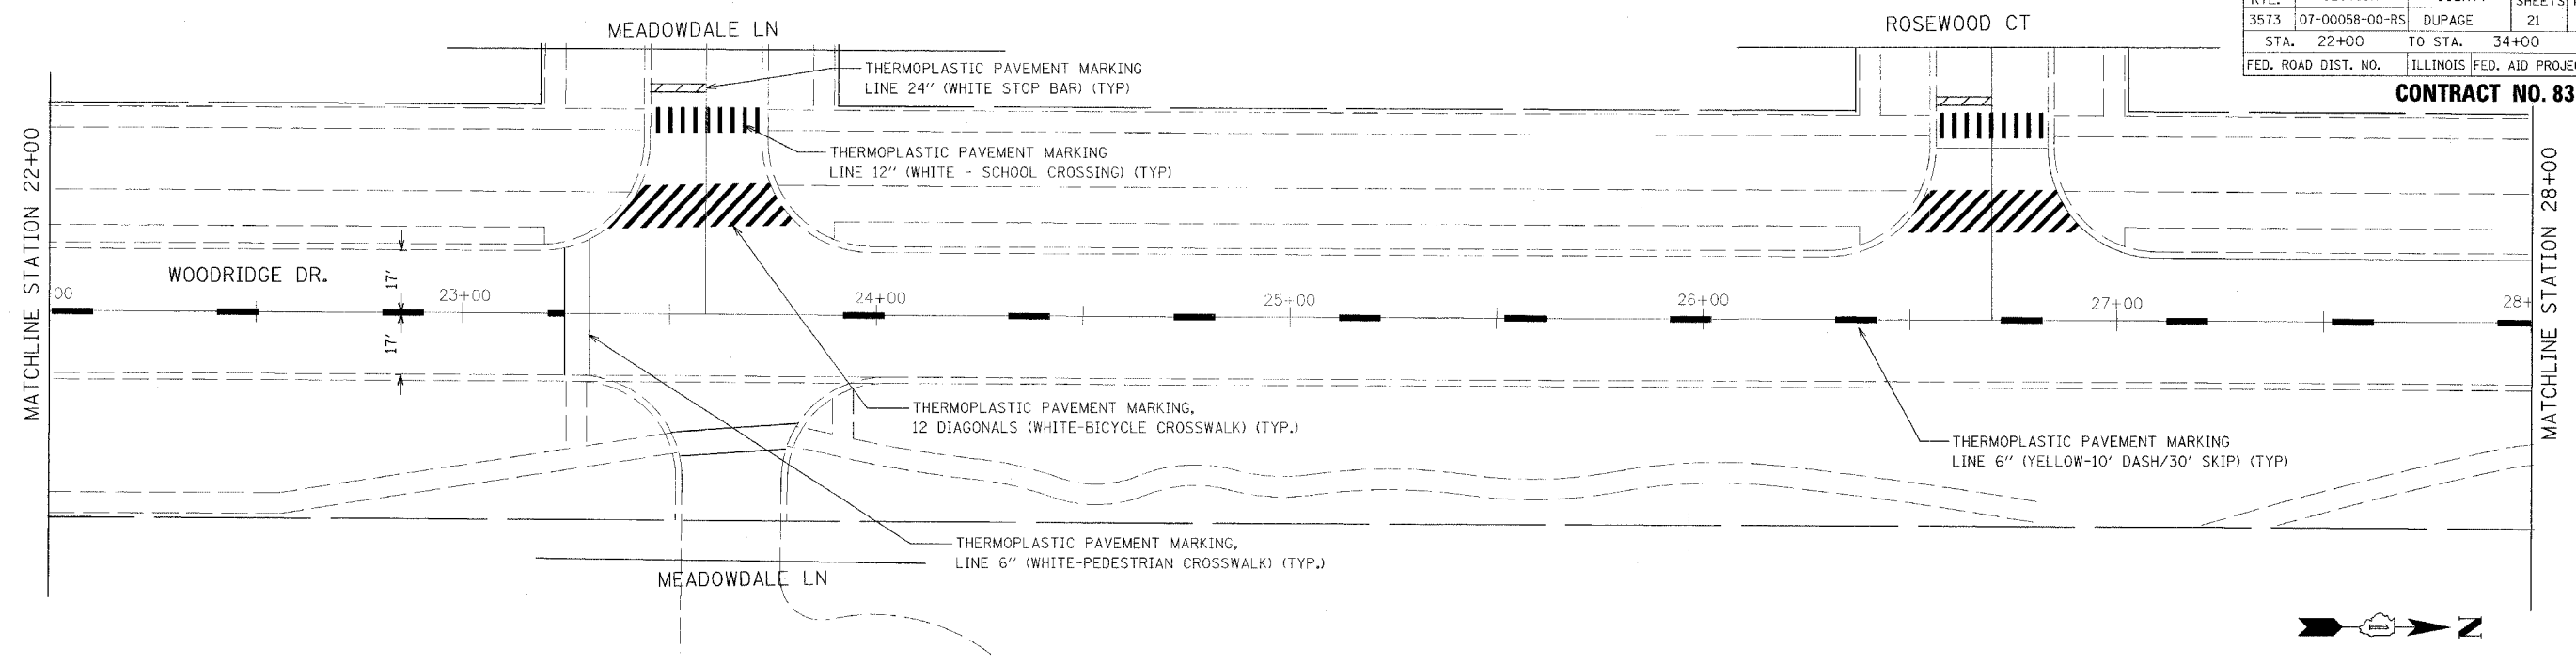 MEADOWDALE LN
ROSEWOOD CT
3573 07-00058-00-RS DUPAGE 21
STA. 22+00 TO STA. 34+00
FED. ROAD DIST. NO. ILLINOIS FED. AID
CONTRACT NO. 83
THERMOPLASTIC PAVEMENT MARKING
LINE 24" (WHITE STOP BAR) (TYP)
THERMOPLASTIC PAVEMENT MARKING
LINE 12" (WHITE - SCHOOL CROSSING) (TYP)
MATCHLINE STATION 22+00
MATCHLINE STATION 28+00
WOODRIDGE DR.
17'
17'
00
23+00
24+00
25+00
26+00
27+00
28+
THERMOPLASTIC PAVEMENT MARKING,
12 DIAGONALS (WHITE-BICYCLE CROSSWALK) (TYP.)
THERMOPLASTIC PAVEMENT MARKING
LINE 6" (YELLOW-10' DASH/30' SKIP) (TYP)
THERMOPLASTIC PAVEMENT MARKING,
LINE 6" (WHITE-PEDESTRIAN CROSSWALK) (TYP.)
MEADOWDALE LN
N